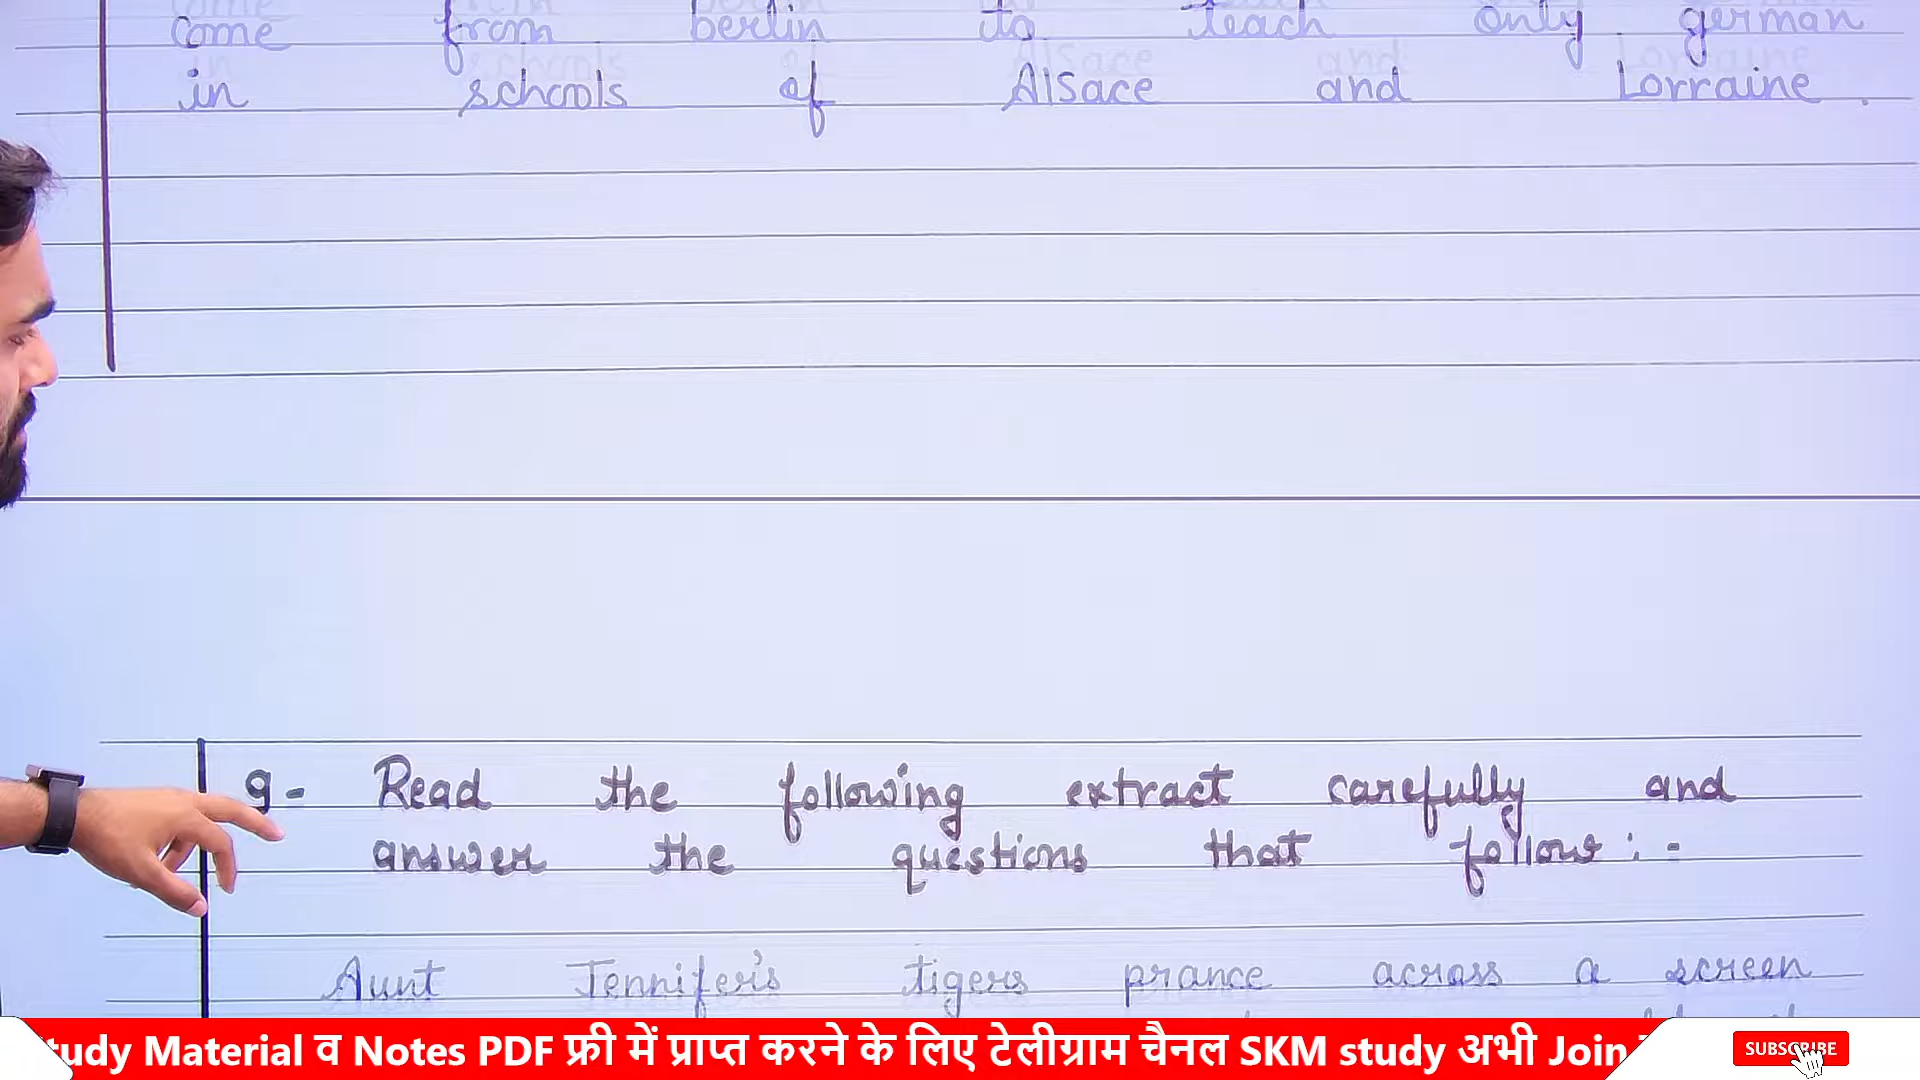 come from berlin to teach only german
in schools of Alsace and Lorraine.
9- Read the following extract carefully and
answer the questions that follow:-
Aunt Jennifer's tigers prance across a screen
tudy Material व Notes PDF फ्री में प्राप्त करने के लिए टेलीग्राम चैनल SKM study अभी Join
SUBSCRIBE